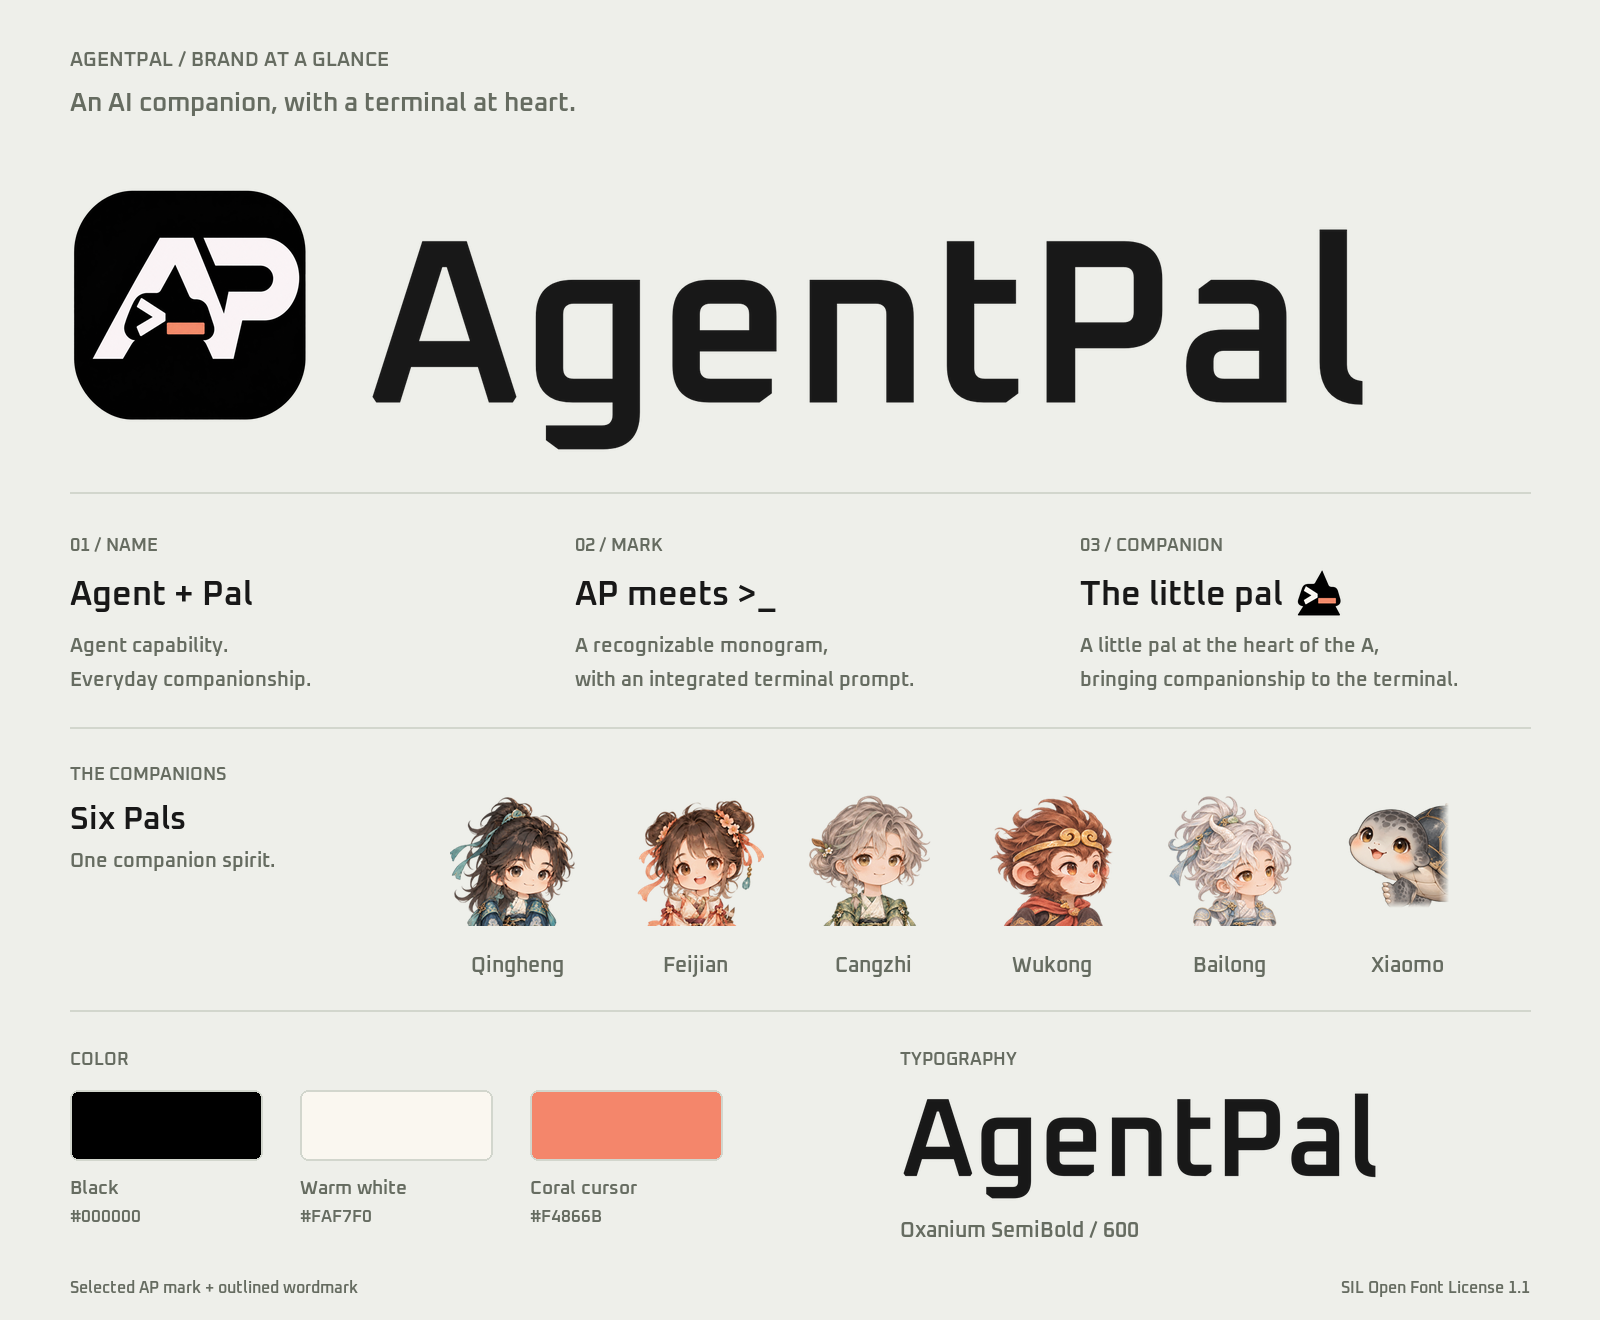 AGENTPAL / BRAND AT A GLANCE
An AI companion, with a terminal at heart.
AP
>_
AgentPal
01 / NAME
Agent + Pal
Agent capability.
Everyday companionship.
02 / MARK
AP meets >_
A recognizable monogram,
with an integrated terminal prompt.
03 / COMPANION
The little pal >_
A little pal at the heart of the A,
bringing companionship to the terminal.
THE COMPANIONS
Six Pals
One companion spirit.
Qingheng Feijian Cangzhi Wukong Bailong Xiaomo
COLOR
Black
#000000
Warm white
#FAF7F0
Coral cursor
#F4866B
TYPOGRAPHY
AgentPal
Oxanium SemiBold / 600
Selected AP mark + outlined wordmark
SIL Open Font License 1.1